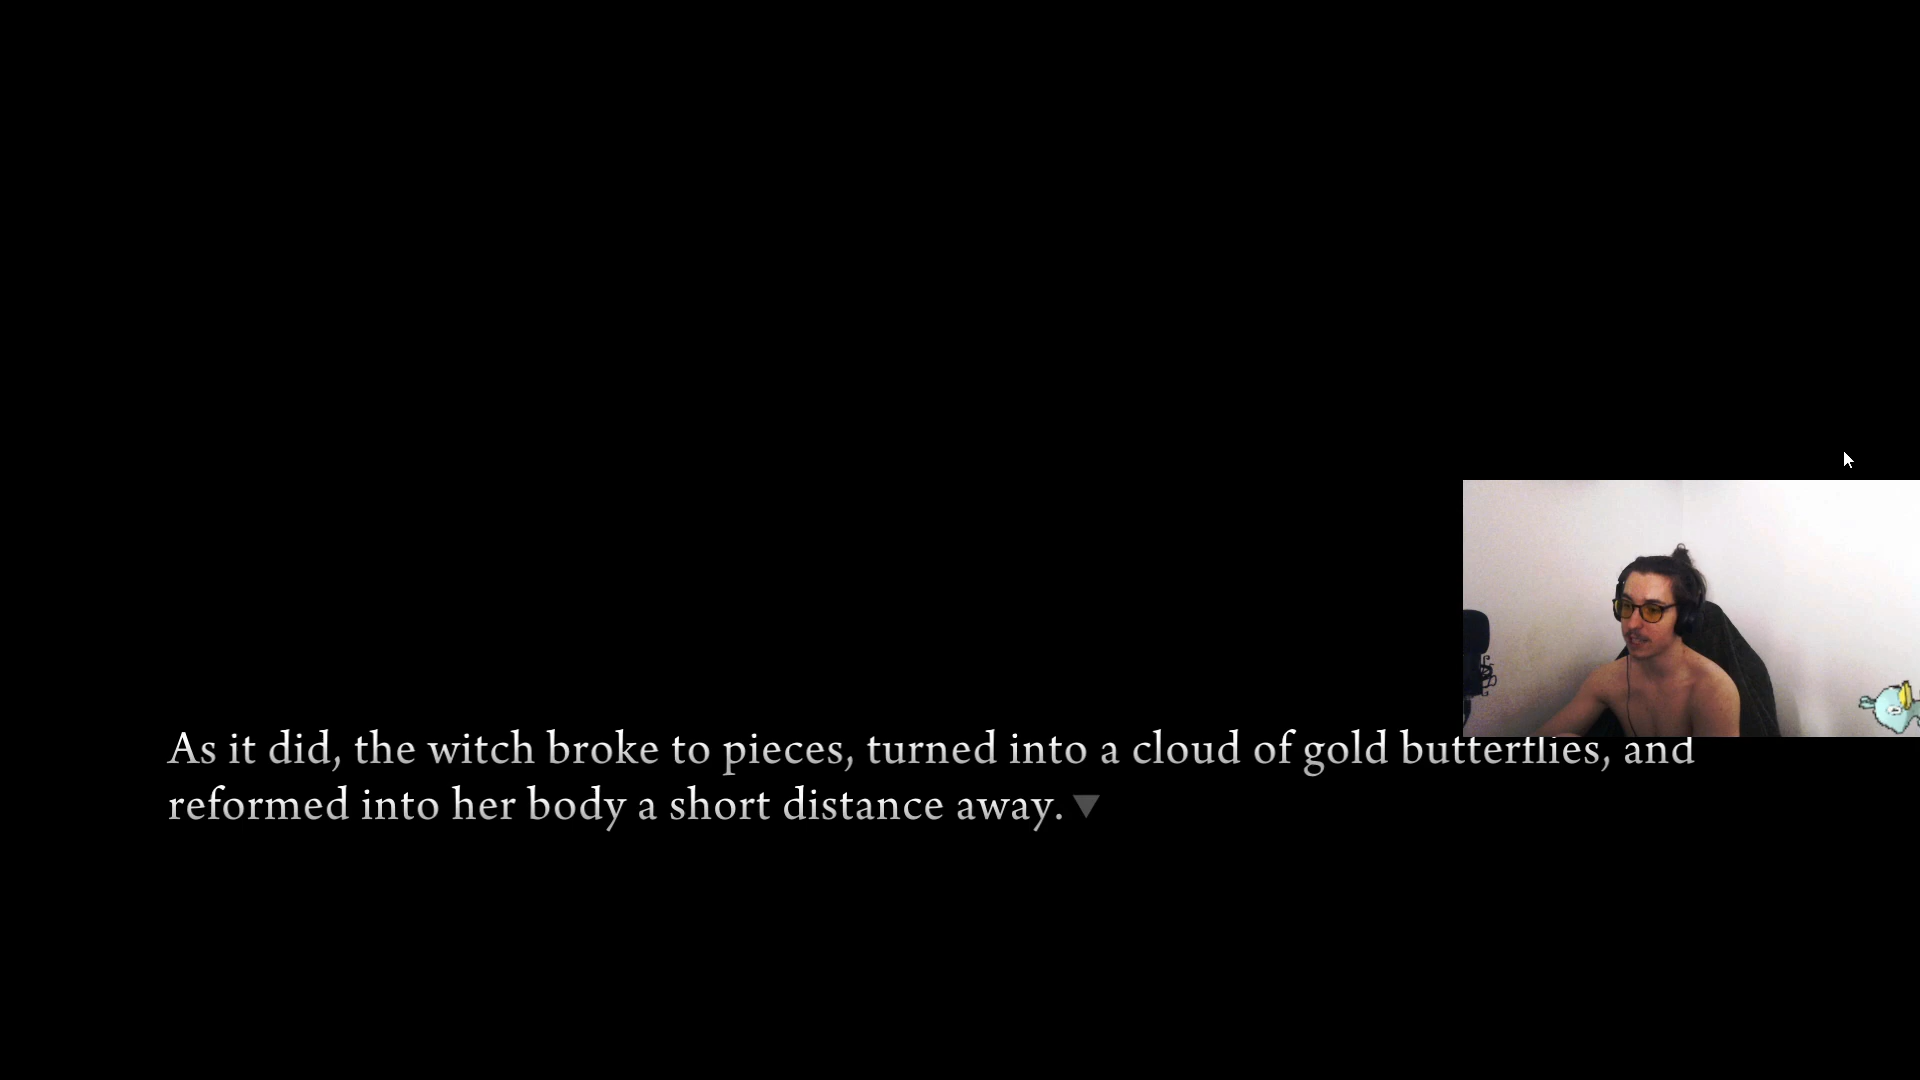 As it did, the witch broke to pieces, turned into a cloud of gold butterflies, and
reformed into her body a short distance away.